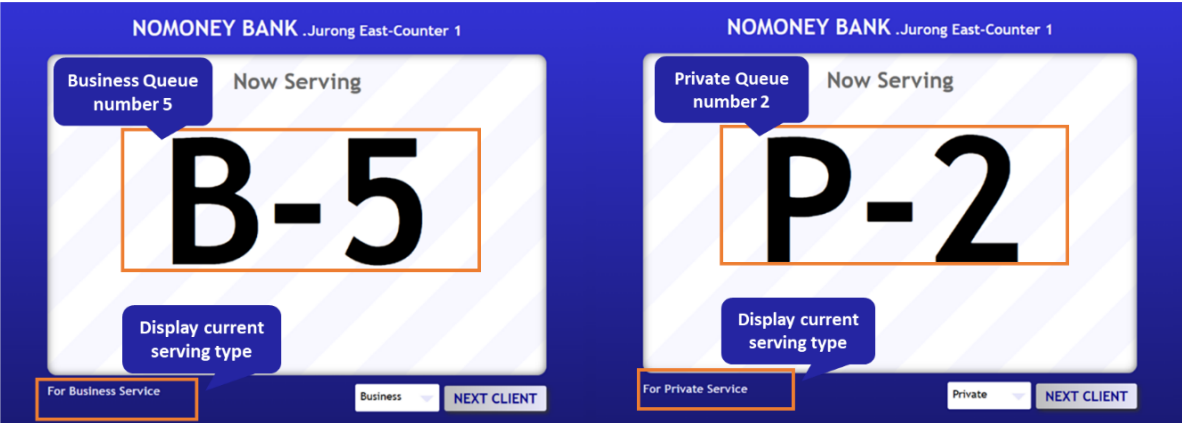 NOMONEY BANK .Jurong East-Counter 1
Business Queue
number 5
Now Serving
B-5
Display current
serving type
For Business Service
Business
NEXT CLIENT
NOMONEY BANK .Jurong East-Counter 1
Private Queue
number 2
Now Serving
P-2
Display current
serving type
For Private Service
Private
NEXT CLIENT